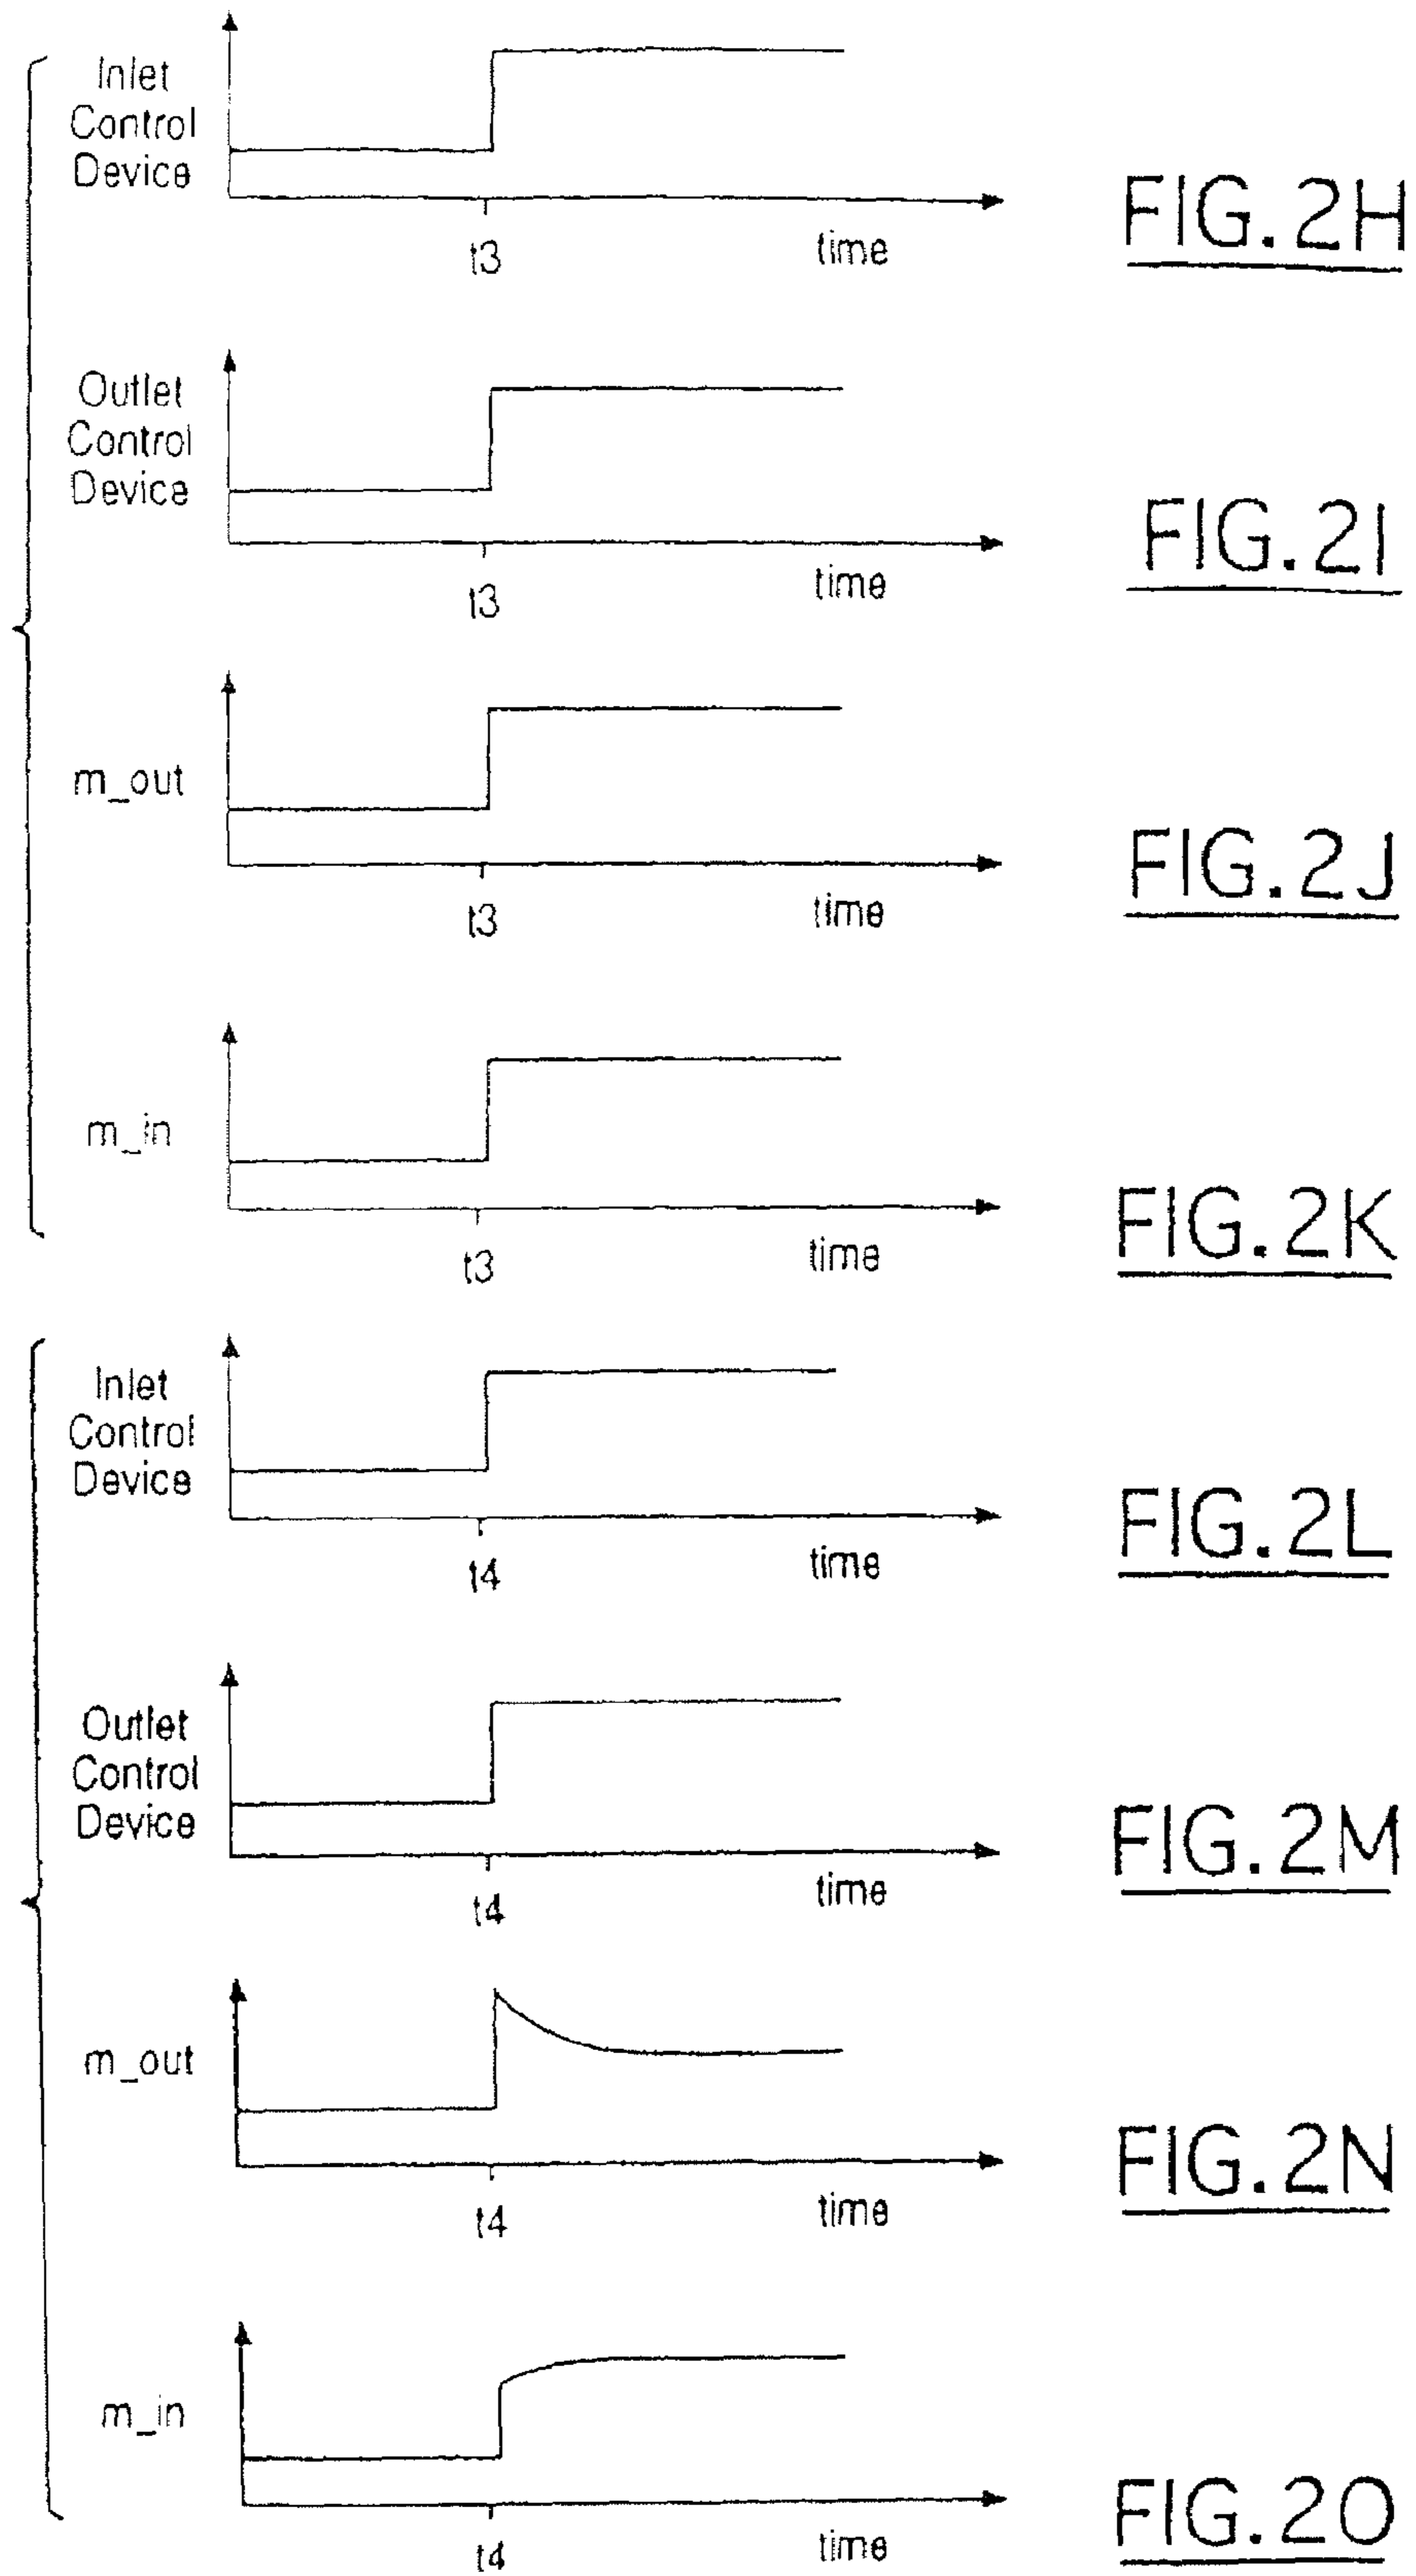 Inlet
Control
Device
t3
time
FIG. 2H
Outlet
Control
Device
t3
time
FIG. 2I
m_out
t3
time
FIG. 2J
m_in
t3
time
FIG. 2K
Inlet
Control
Device
t4
time
FIG. 2L
Outlet
Control
Device
t4
time
FIG. 2M
m_out
t4
time
FIG. 2N
m_in
t4
time
FIG. 2O